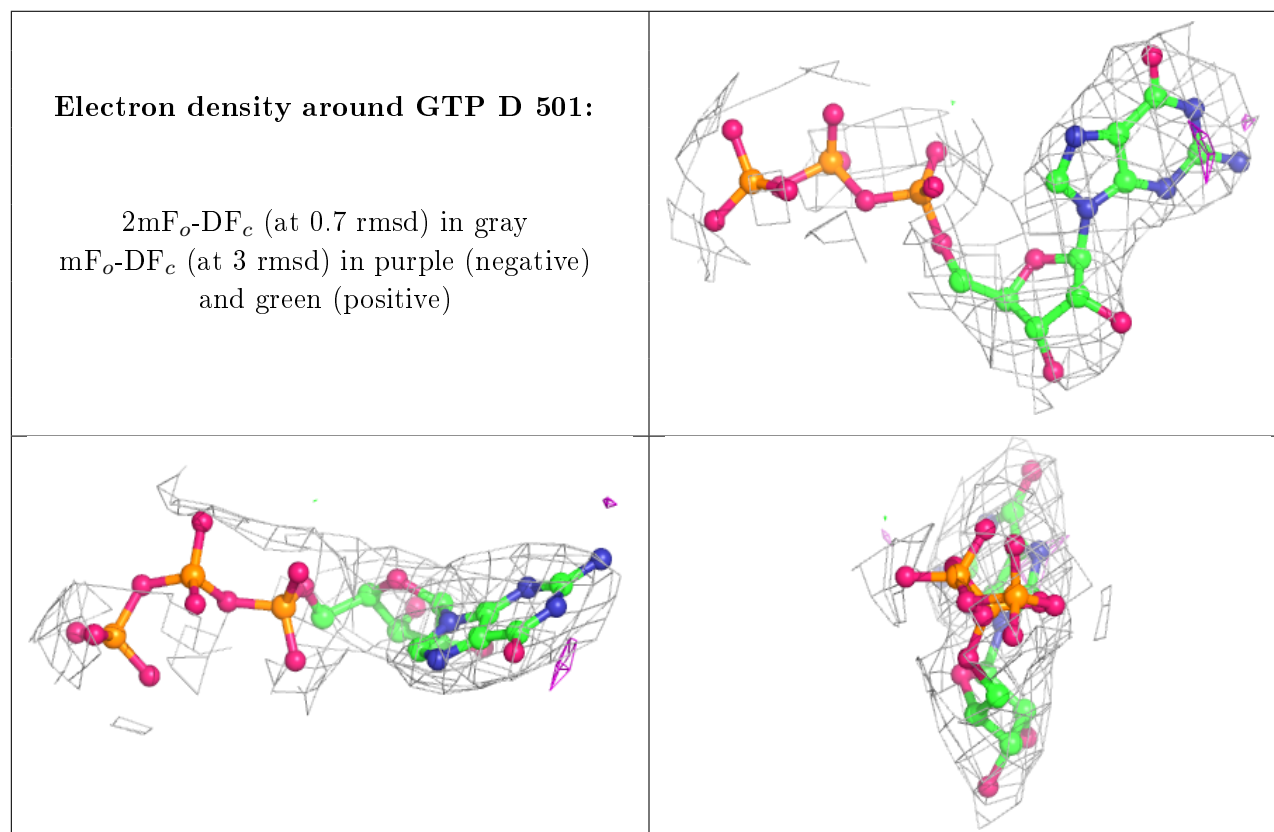 Electron density around GTP D 501:
2mFₒ-DF𝑐 (at 0.7 rmsd) in gray
mFₒ-DF𝑐 (at 3 rmsd) in purple (negative)
and green (positive)